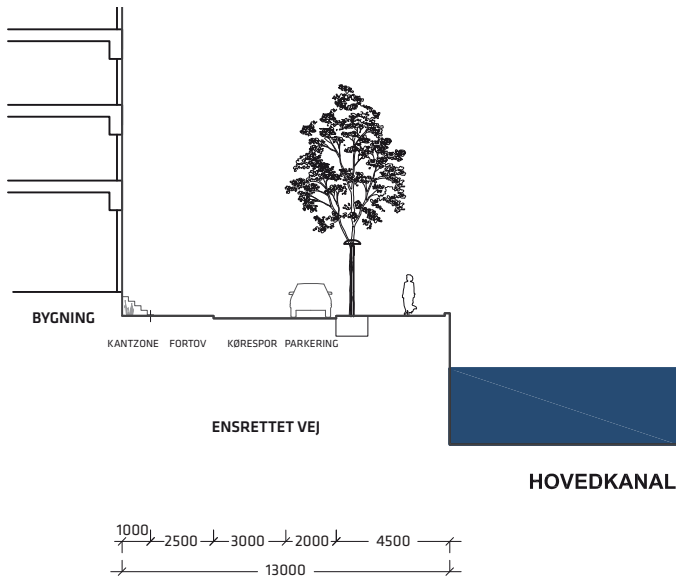 BYGNING
KANTZONE FORTOV KØRESPOR PARKERING
ENSRETTET VEJ
HOVEDKANAL
1000 2500 3000 2000 4500
13000